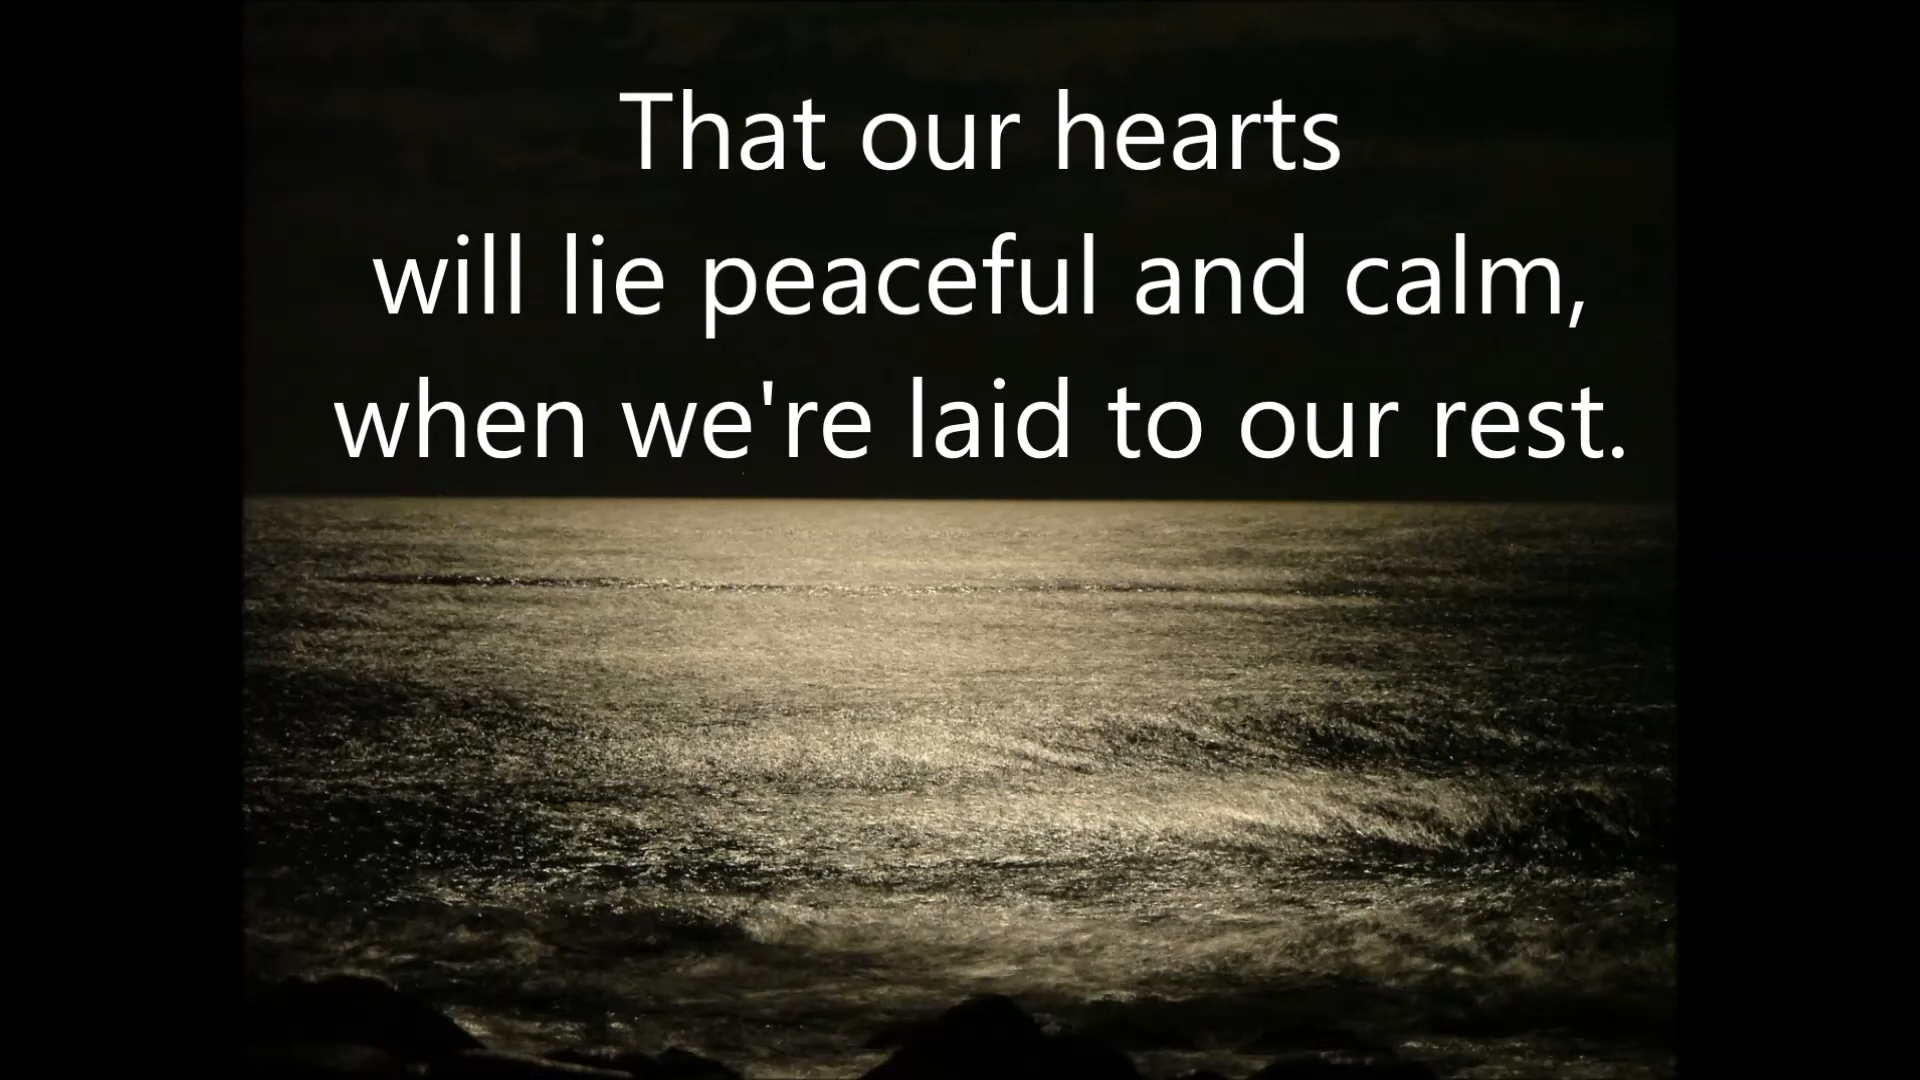 That our hearts
will lie peaceful and calm,
when we're laid to our rest.